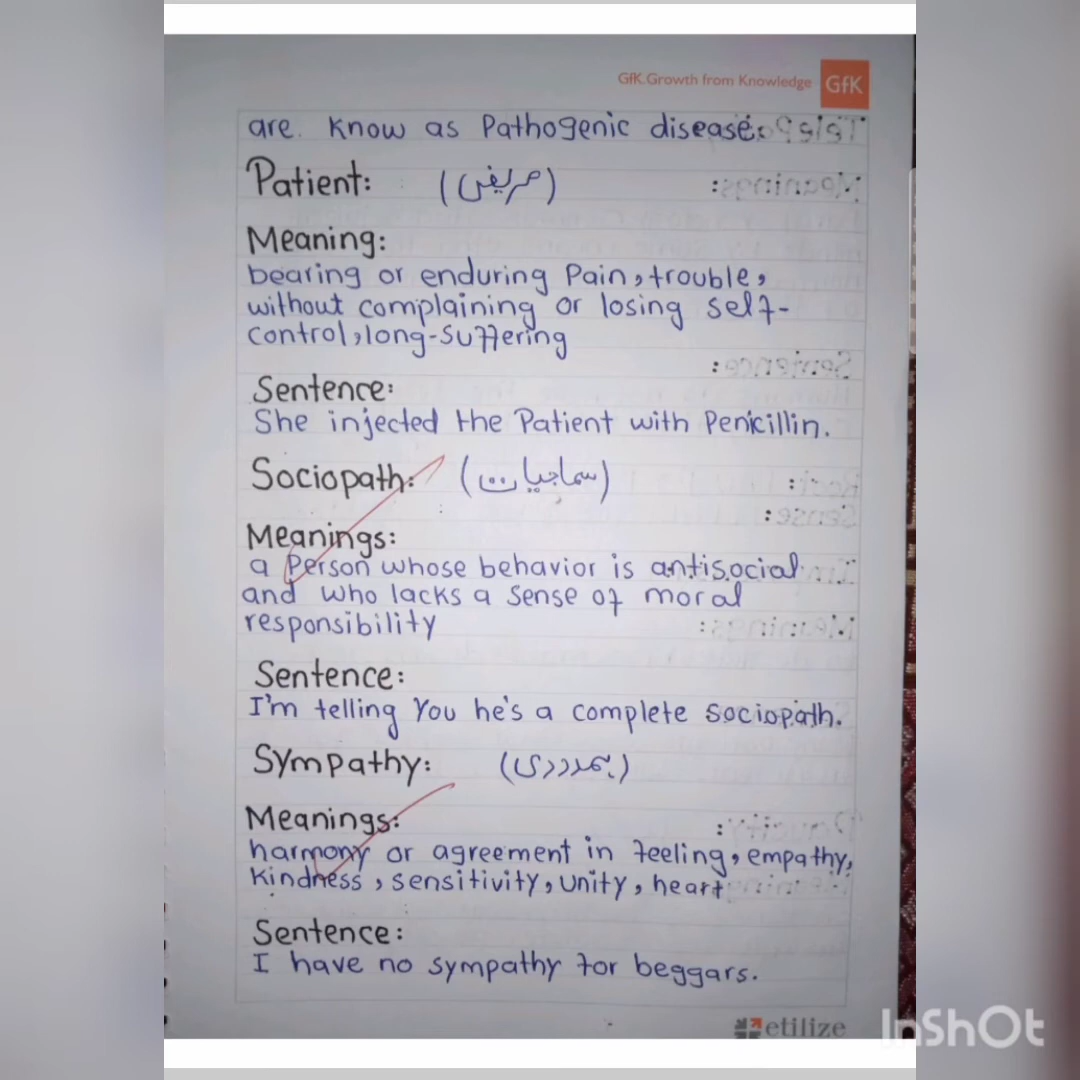 GfK.Growth from Knowledge GfK
are. Know as Pathogenic disease.
Patient: (مریض)
Meaning:
bearing or enduring Pain, trouble,
without complaining or losing self-
control, long-suffering
Sentence:
She injected the Patient with Penicillin.
Sociopath: (سماجیات)
Meanings:
a Person whose behavior is antisocial
and who lacks a sense of moral
responsibility
Sentence:
I'm telling You he's a complete sociopath.
Sympathy: (ہمدردی)
Meanings:
harmony or agreement in feeling, empathy,
Kindness, sensitivity, unity, heart
Sentence:
I have no sympathy for beggars.
etilize
InShOt